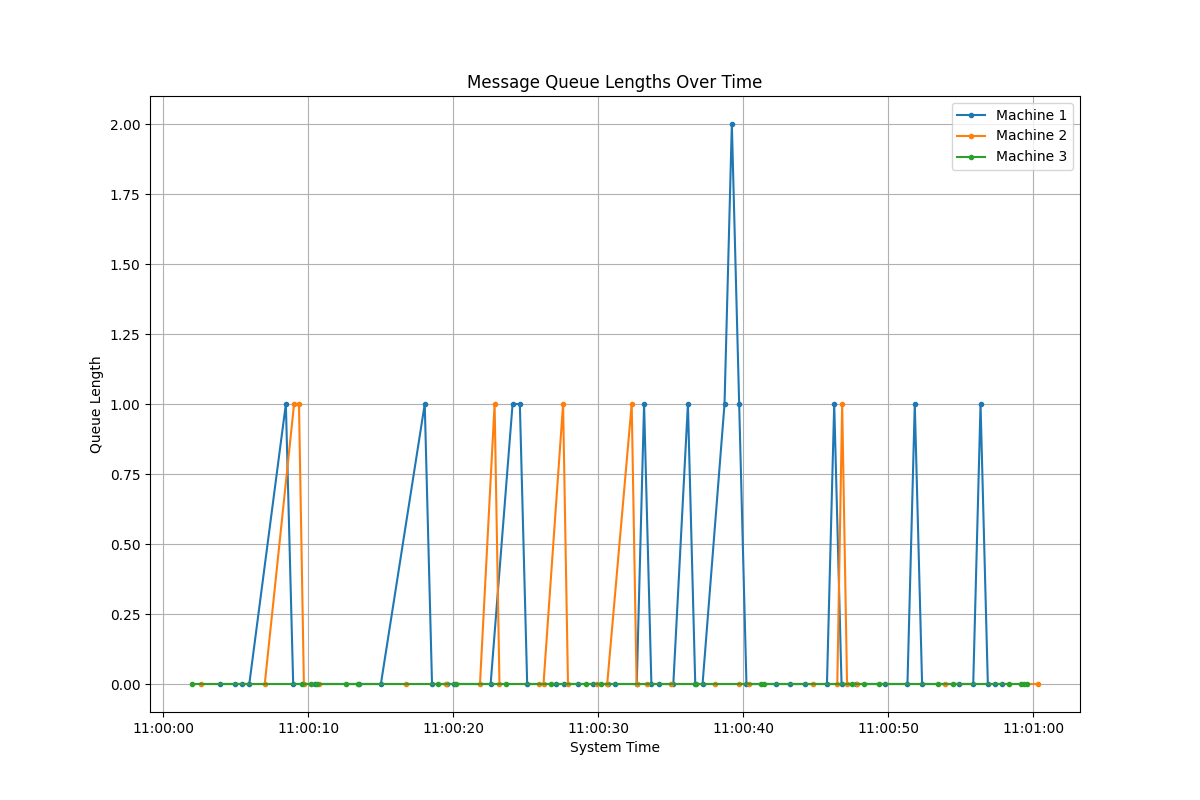 Message Queue Lengths Over Time
Machine 1
Machine 2
Machine 3
2.00
1.75
1.50
1.25
1.00
0.75
0.50
0.25
0.00
Queue Length
11:00:00 11:00:10 11:00:20 11:00:30 11:00:40 11:00:50 11:01:00
System Time